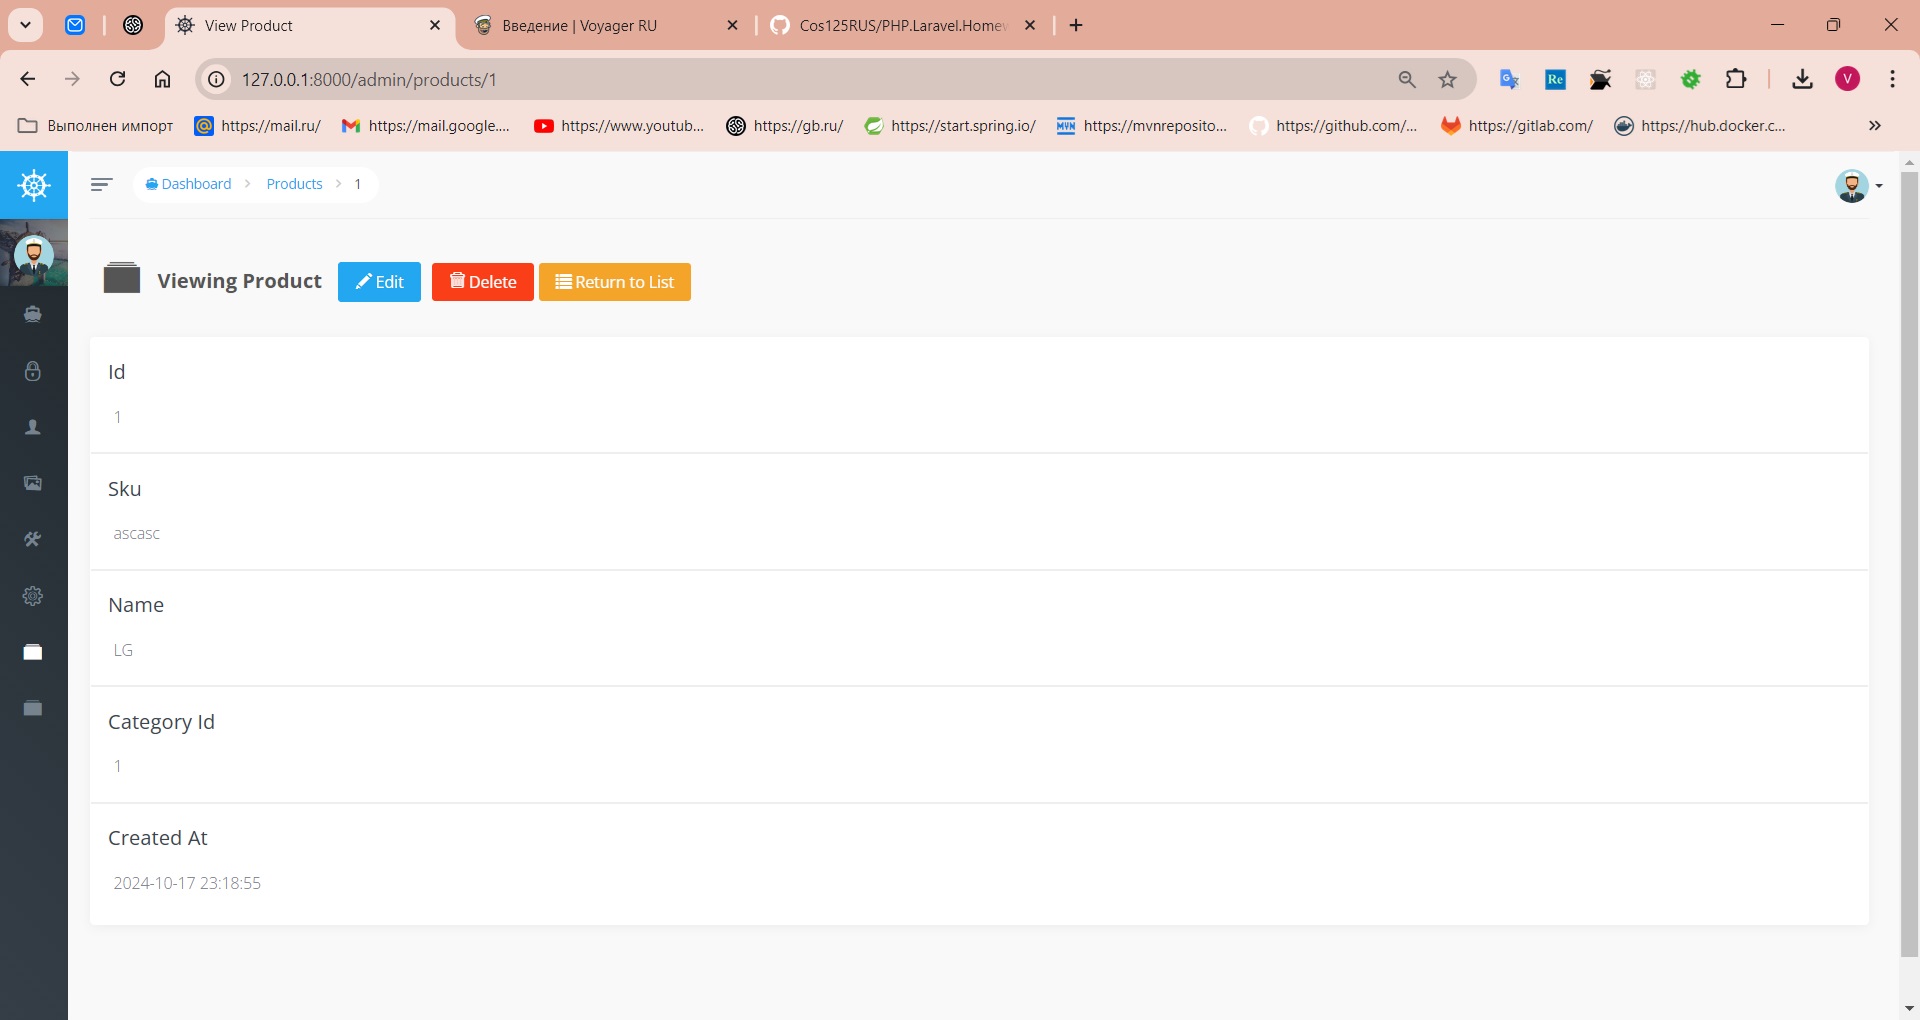 View Product
Введение | Voyager RU
Cos125RUS/PHP.Laravel.Homew
127.0.0.1:8000/admin/products/1
V
Выполнен импорт
https://mail.ru/
https://mail.google....
https://www.youtub...
https://gb.ru/
https://start.spring.io/
MVN
https://mvnreposito...
https://github.com/...
https://gitlab.com/
https://hub.docker.c...
Dashboard
Products
1
Viewing Product
Edit
Delete
Return to List
Id
1
Sku
ascasc
Name
LG
Category Id
1
Created At
2024-10-17 23:18:55